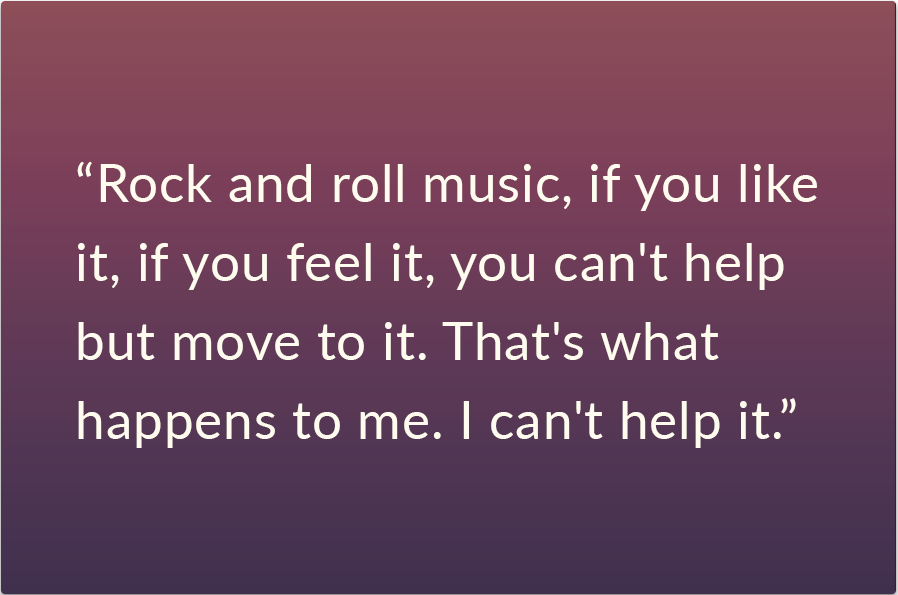 “Rock and roll music, if you like
it, if you feel it, you can't help
but move to it. That's what
happens to me. I can't help it.”